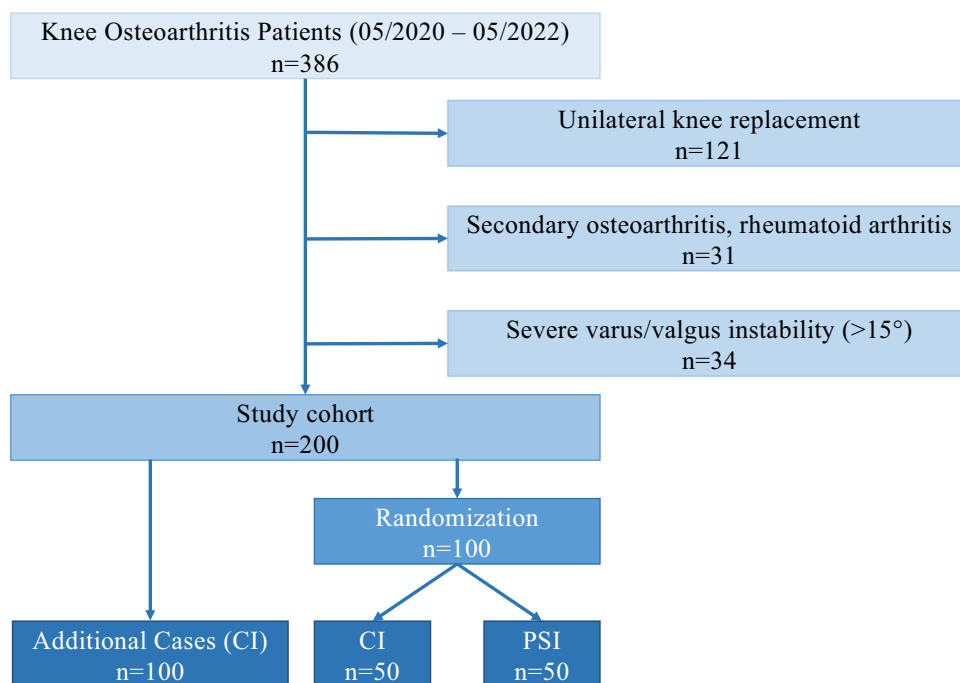 Knee Osteoarthritis Patients (05/2020 – 05/2022)
n=386
Unilateral knee replacement
n=121
Secondary osteoarthritis, rheumatoid arthritis
n=31
Severe varus/valgus instability (>15°)
n=34
Study cohort
n=200
Randomization
n=100
Additional Cases (CI)
n=100
CI
n=50
PSI
n=50